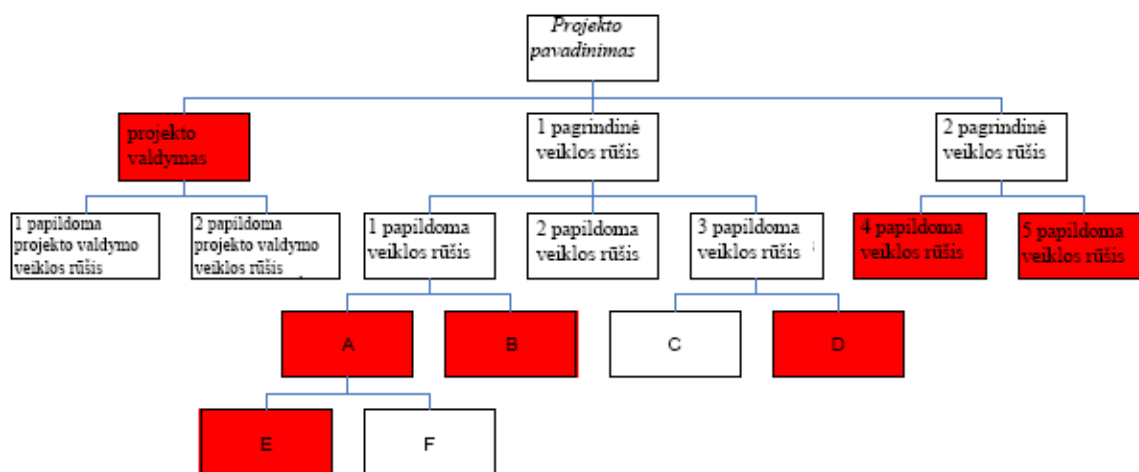 Projekto
pavadinimas
projekto
valdymas
1 pagrindinė
veiklos rūšis
2 pagrindinė
veiklos rūšis
1 papildoma
projekto valdymo
veiklos rūšis
2 papildoma
projekto valdymo
veiklos rūšis
1 papildoma
veiklos rūšis
2 papildoma
veiklos rūšis
3 papildoma
veiklos rūšis
4 papildoma
veiklos rūšis
5 papildoma
veiklos rūšis
A
B
C
D
E
F